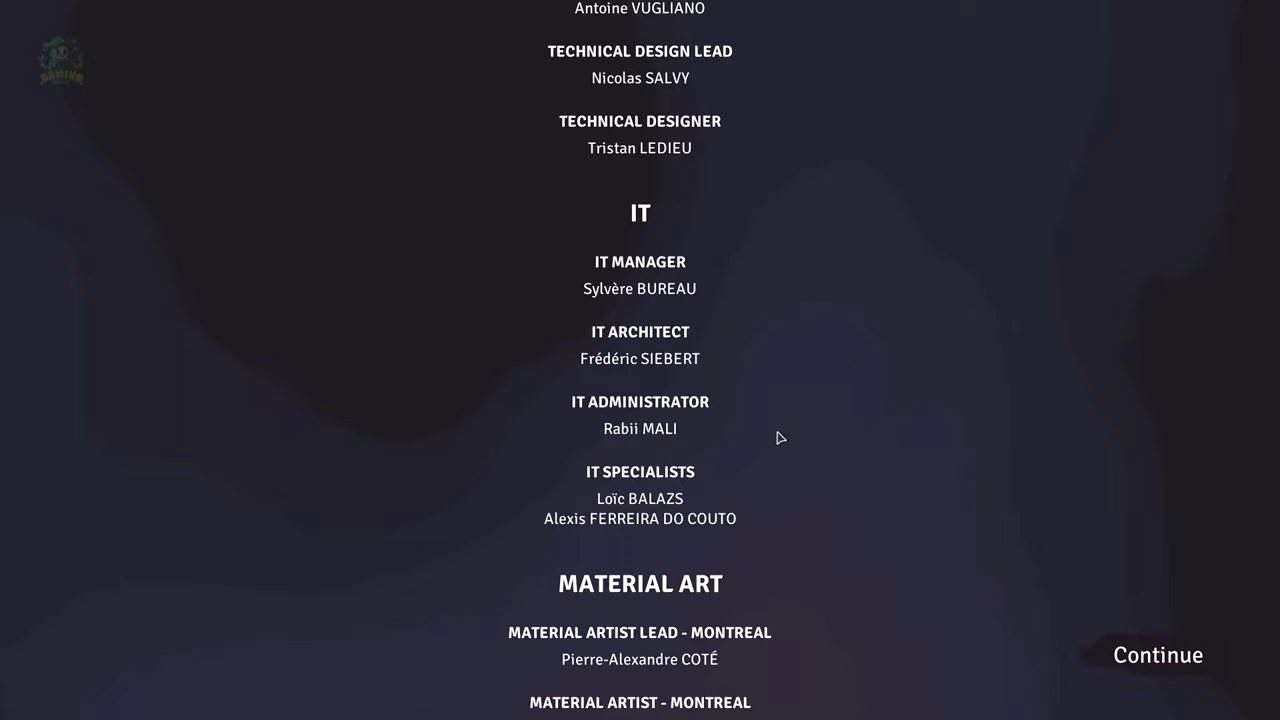 Antoine VUGLIANO
TECHNICAL DESIGN LEAD
Nicolas SALVY
TECHNICAL DESIGNER
Tristan LEDIEU
IT
IT MANAGER
Sylvère BUREAU
IT ARCHITECT
Frédéric SIEBERT
IT ADMINISTRATOR
Rabii MALI
IT SPECIALISTS
Loïc BALAZS
Alexis FERREIRA DO COUTO
MATERIAL ART
MATERIAL ARTIST LEAD - MONTREAL
Pierre-Alexandre COTÉ
Continue
MATERIAL ARTIST - MONTREAL